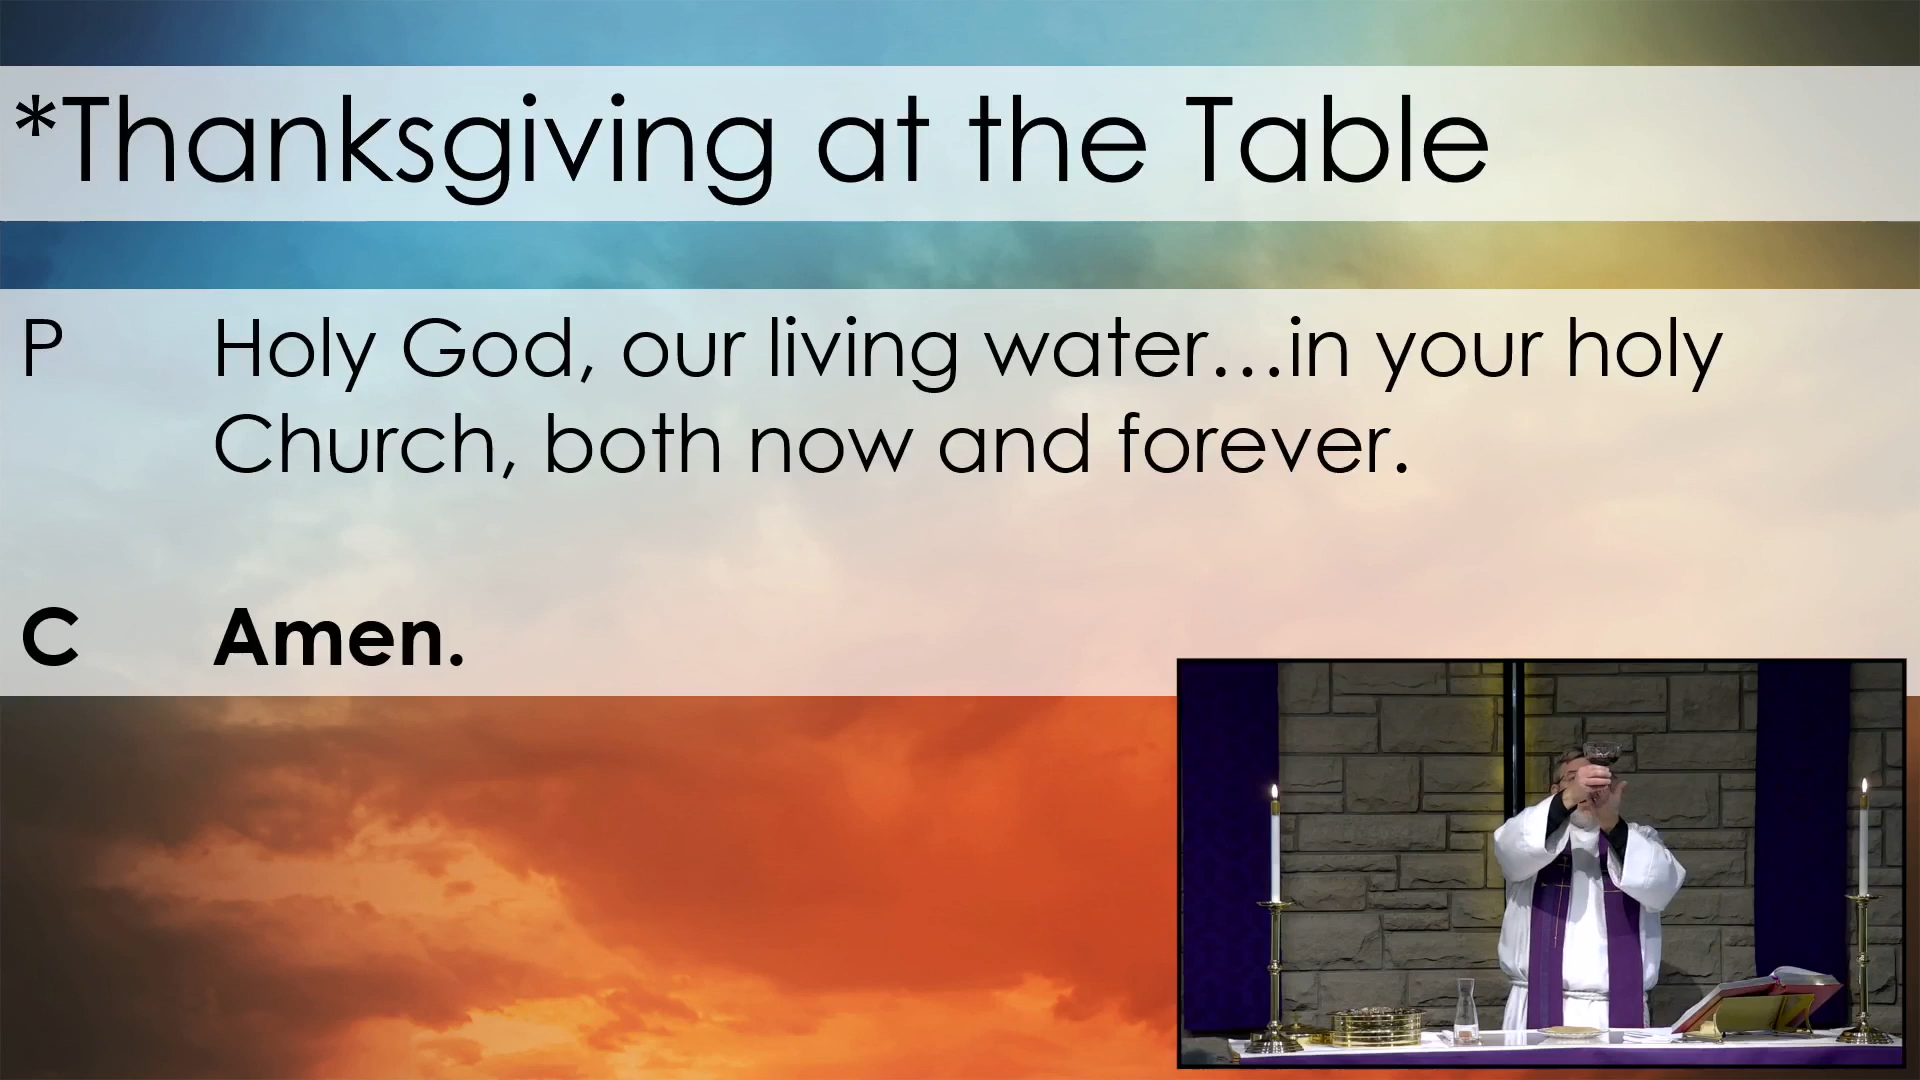 *Thanksgiving at the Table
P Holy God, our living water…in your holy
Church, both now and forever.
C Amen.